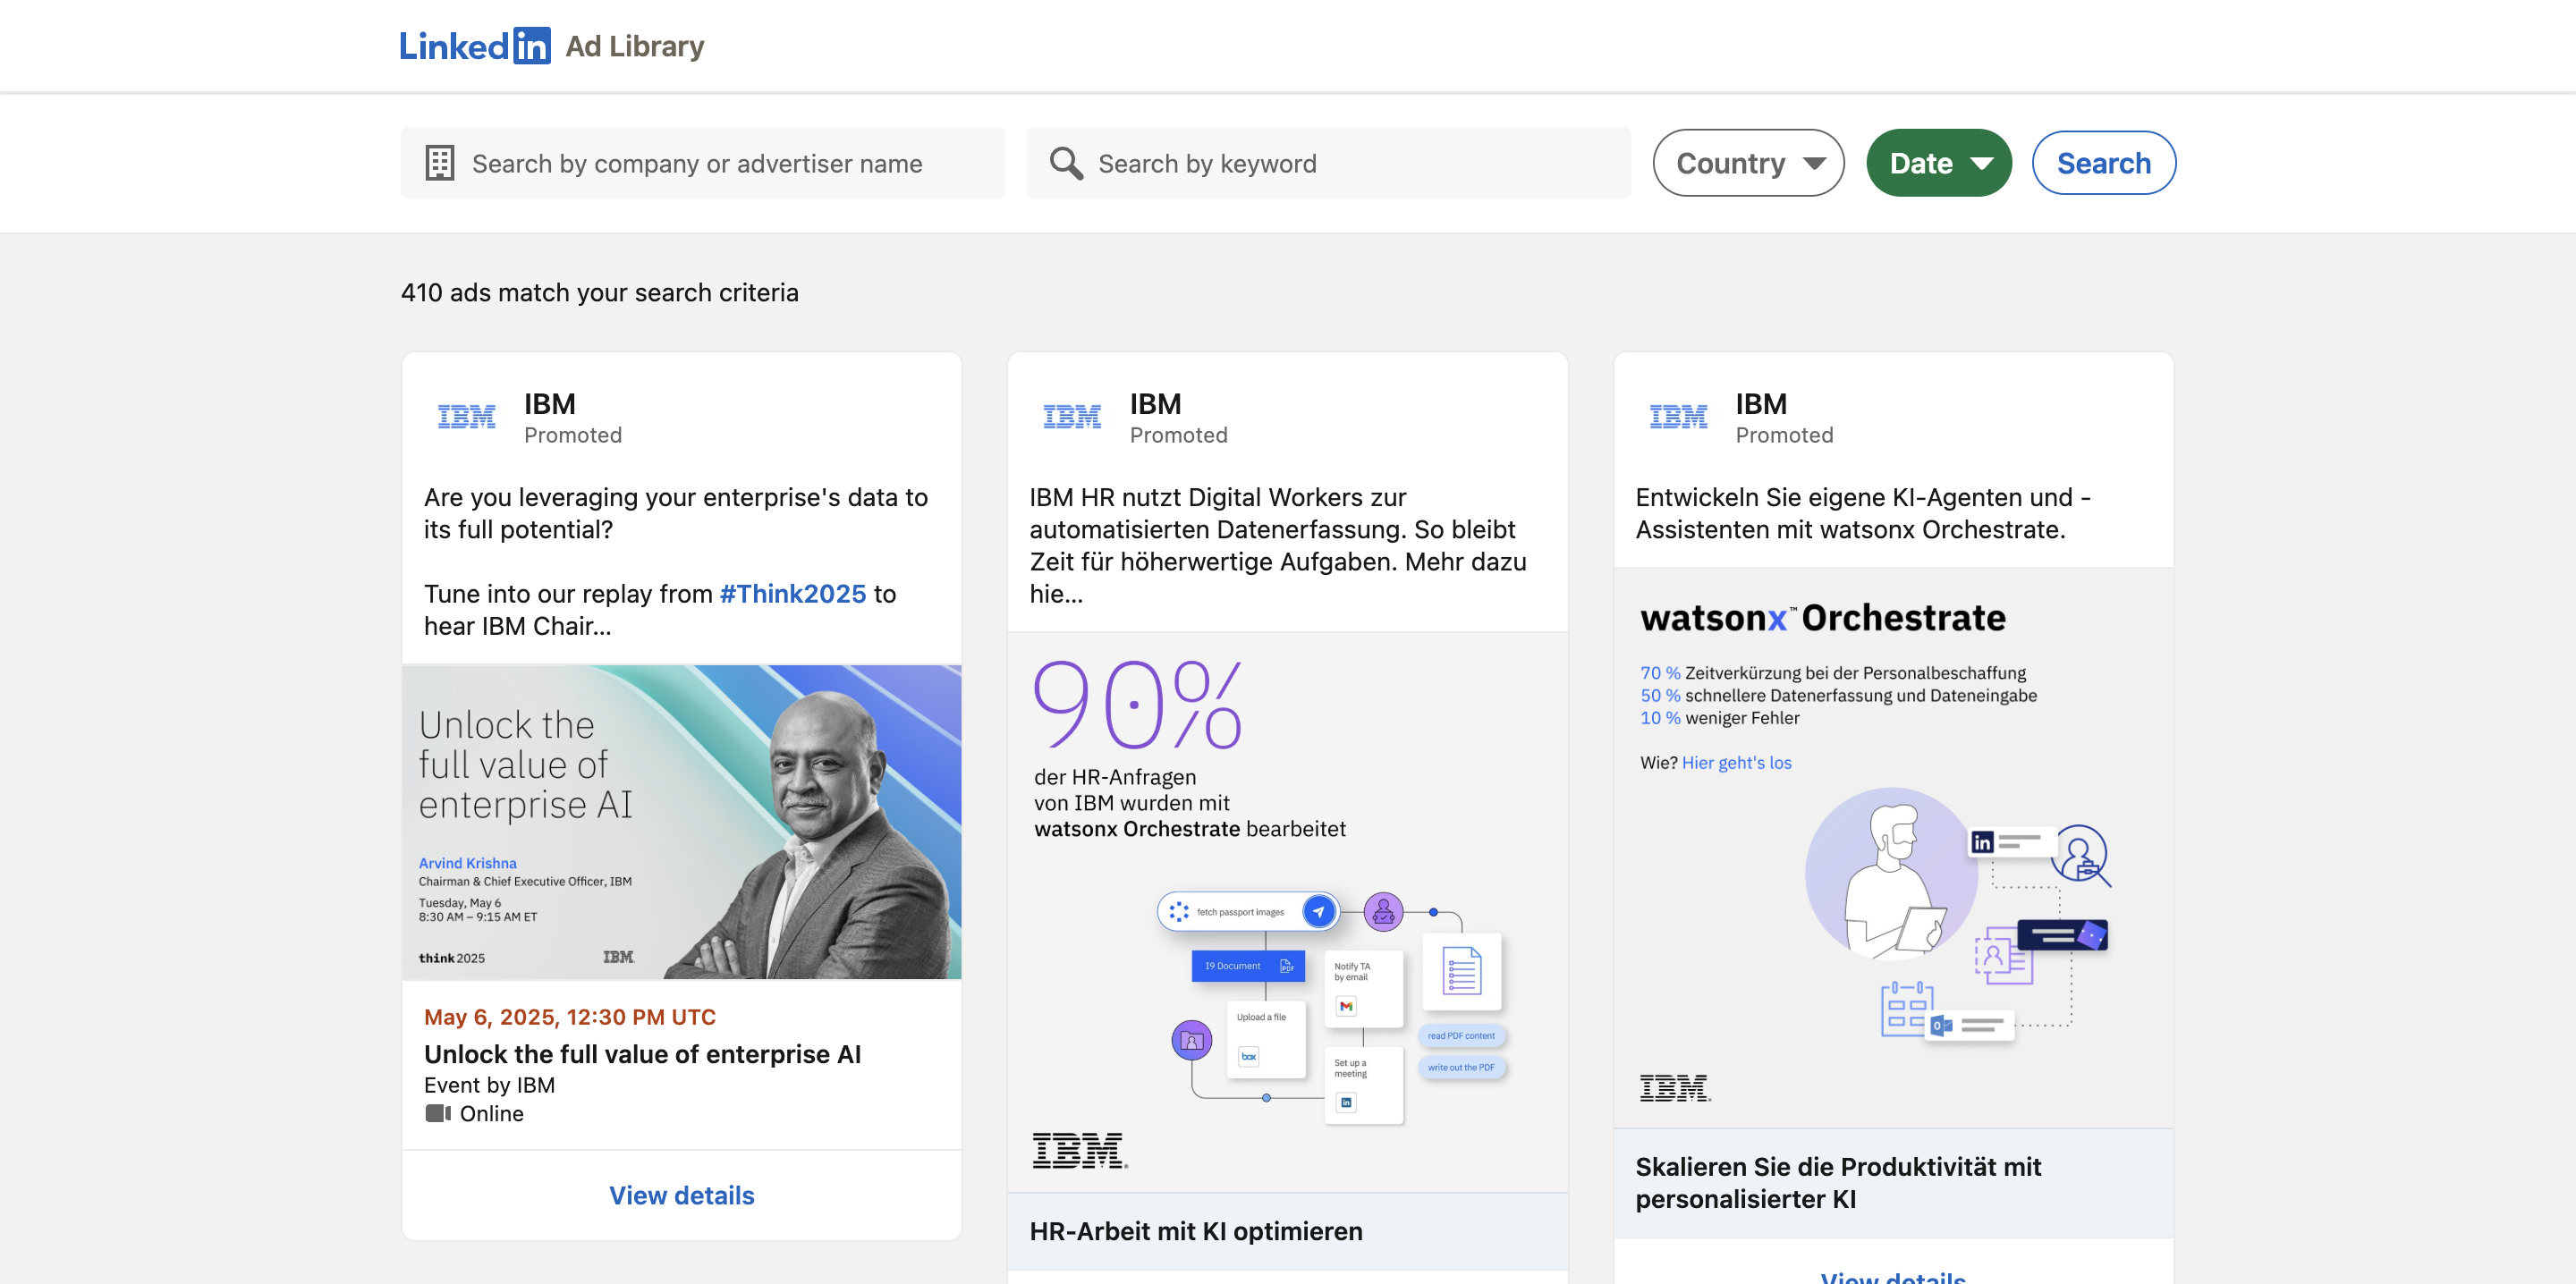 LinkedIn Ad Library
Search by company or advertiser name
Search by keyword
Country
Date
Search
410 ads match your search criteria
IBM
IBM
Promoted
Are you leveraging your enterprise's data to
its full potential?
Tune into our replay from #Think2025 to
hear IBM Chair...
Unlock the
full value of
enterprise AI
Arvind Krishna
Chairman & Chief Executive Officer, IBM
Tuesday, May 6
8:30 AM – 9:15 AM ET
think 2025
IBM
May 6, 2025, 12:30 PM UTC
Unlock the full value of enterprise AI
Event by IBM
Online
View details
IBM
IBM
Promoted
IBM HR nutzt Digital Workers zur
automatisierten Datenerfassung. So bleibt
Zeit für höherwertige Aufgaben. Mehr dazu
hie...
90%
der HR-Anfragen
von IBM wurden mit
watsonx Orchestrate bearbeitet
fetch passport images
I9 Document
PDF
Notify TA
by email
Upload a file
box
Set up a
meeting
in
read PDF content
write out the PDF
IBM®
HR-Arbeit mit KI optimieren
IBM
IBM
Promoted
Entwickeln Sie eigene KI-Agenten und -
Assistenten mit watsonx Orchestrate.
watsonx™ Orchestrate
70 % Zeitverkürzung bei der Personalbeschaffung
50 % schnellere Datenerfassung und Dateneingabe
10 % weniger Fehler
Wie? Hier geht's los
in
IBM®
Skalieren Sie die Produktivität mit
personalisierter KI
View details